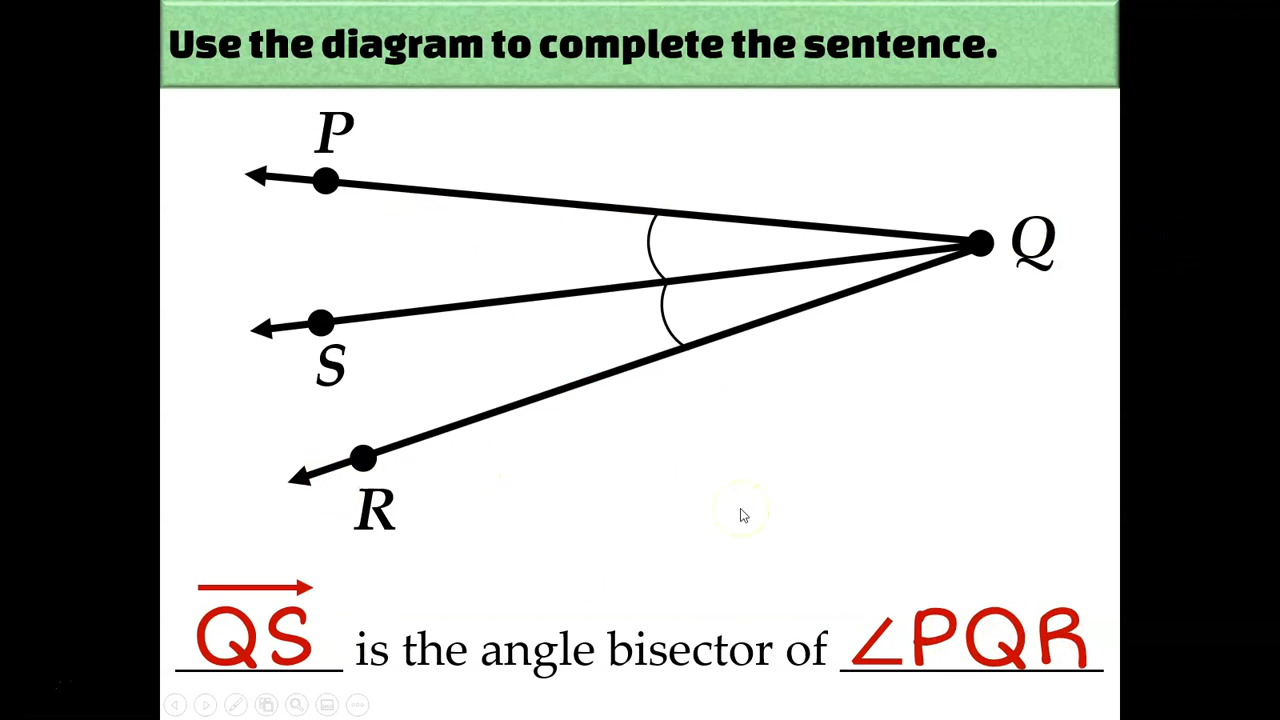 Use the diagram to complete the sentence.
P
Q
S
R
QS is the angle bisector of ∠PQR